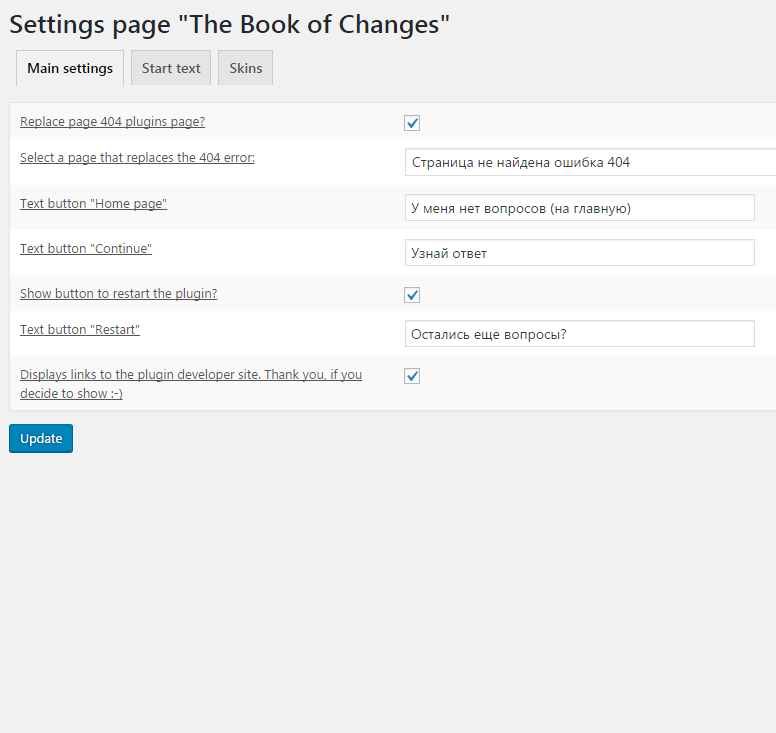 Settings page "The Book of Changes"
Main settings
Start text
Skins
Replace page 404 plugins page?
Select a page that replaces the 404 error:
Страница не найдена ошибка 404
Text button "Home page"
У меня нет вопросов (на главную)
Text button "Continue"
Узнай ответ
Show button to restart the plugin?
Text button "Restart"
Остались еще вопросы?
Displays links to the plugin developer site. Thank you, if you
decide to show :-)
Update